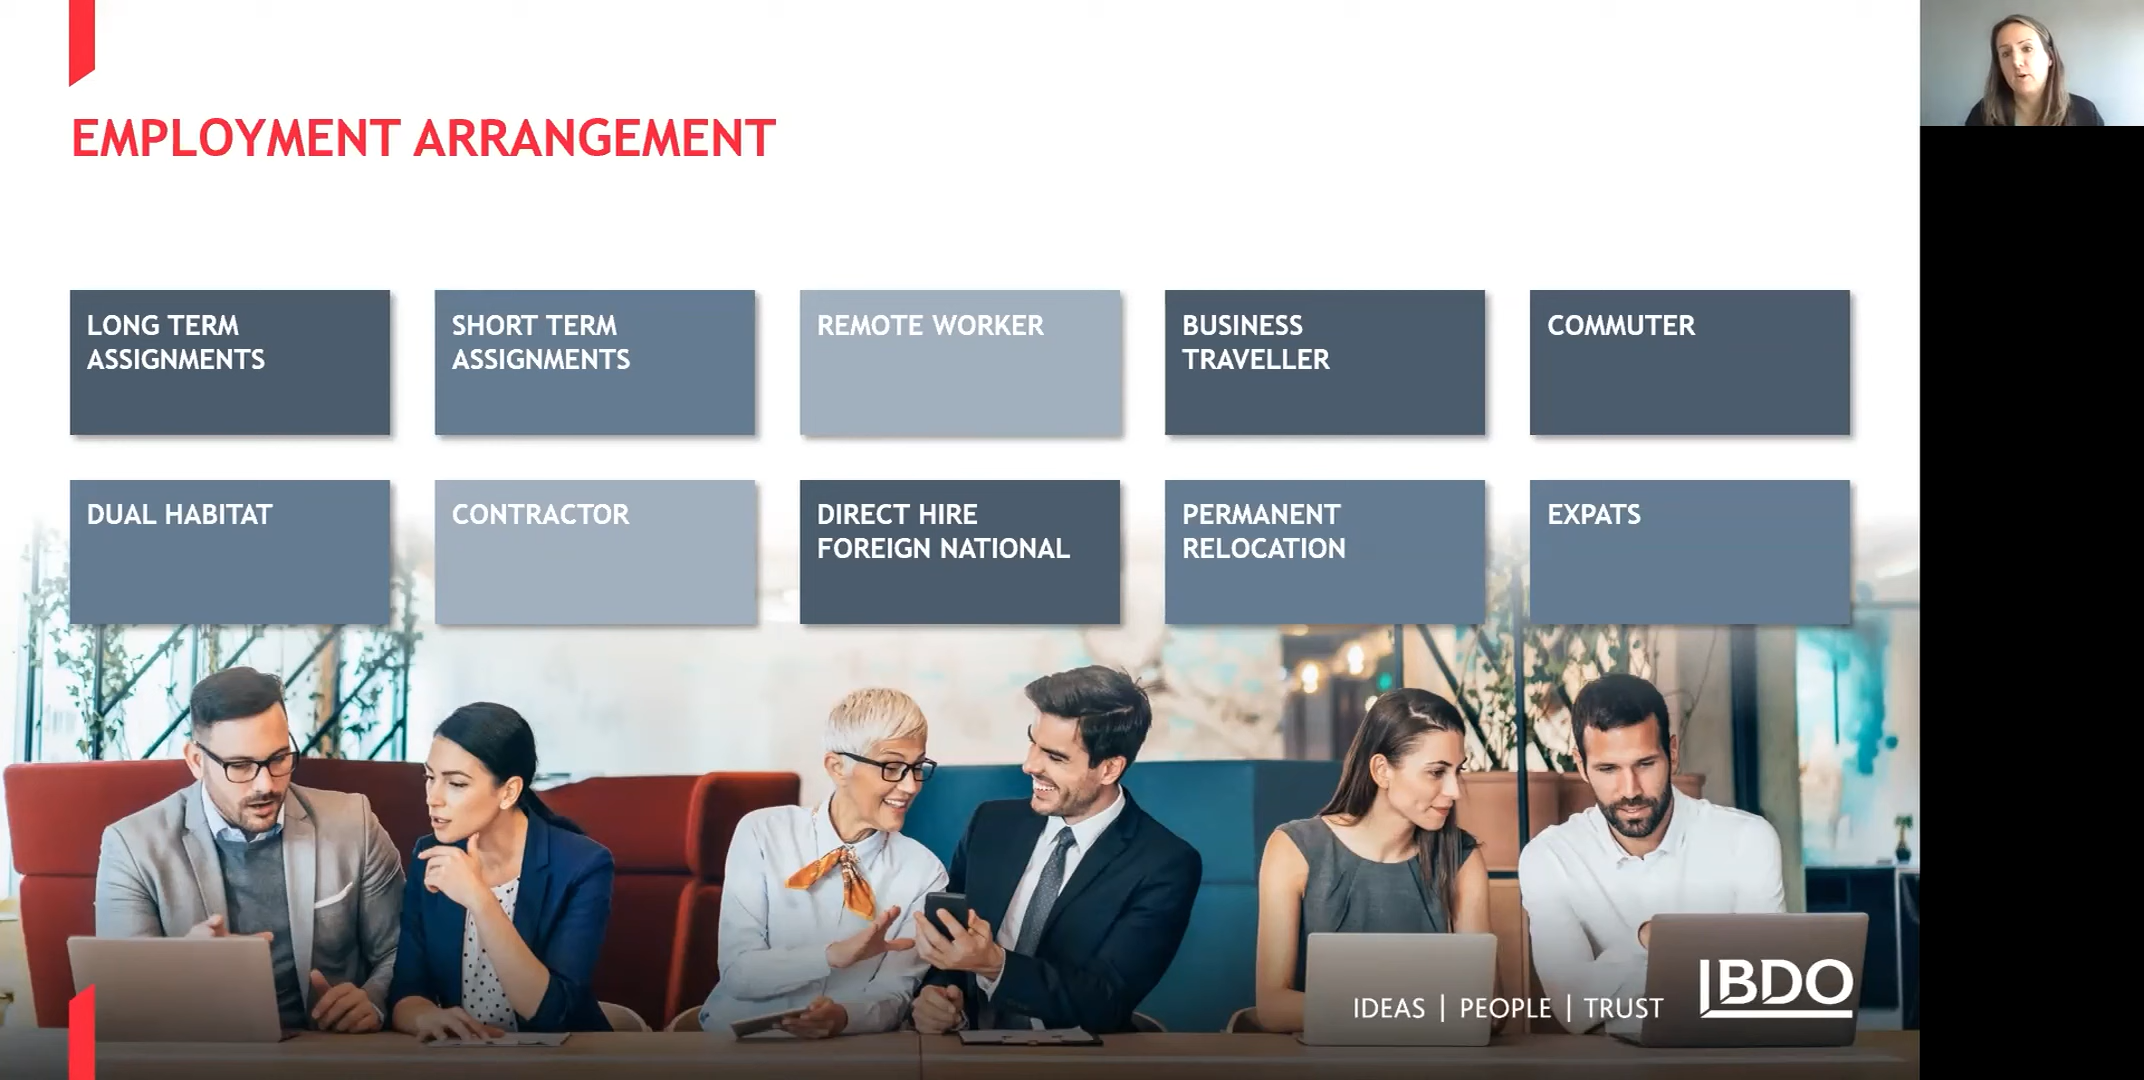 EMPLOYMENT ARRANGEMENT
LONG TERM
ASSIGNMENTS
SHORT TERM
ASSIGNMENTS
REMOTE WORKER
BUSINESS
TRAVELLER
COMMUTER
DUAL HABITAT
CONTRACTOR
DIRECT HIRE
FOREIGN NATIONAL
PERMANENT
RELOCATION
EXPATS
IDEAS | PEOPLE | TRUST
BDO